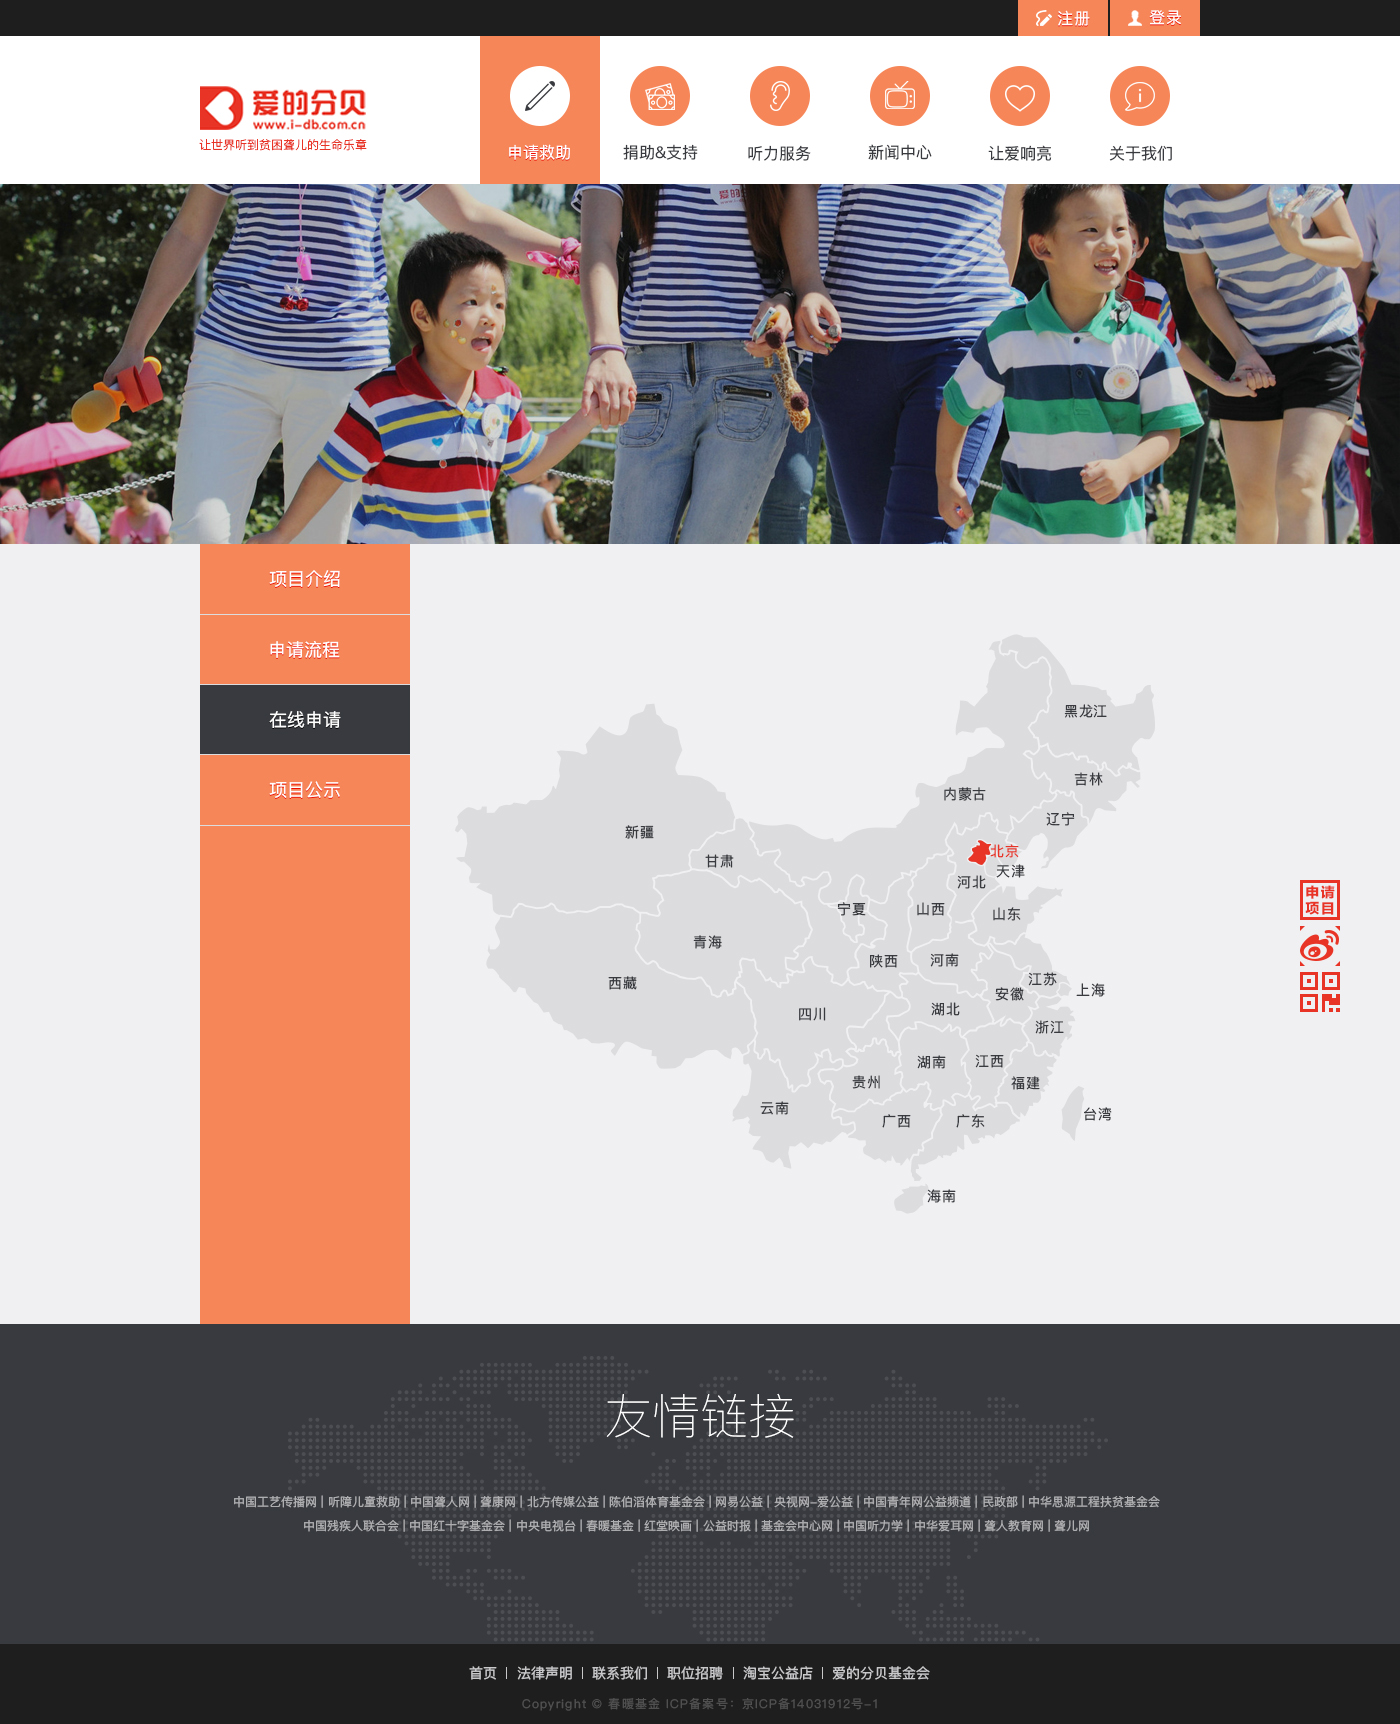 注册
登录
爱的分贝
www.i-db.com.cn
让世界听到贫困聋儿的生命乐章
申请救助
捐助&支持
听力服务
新闻中心
让爱响亮
关于我们
项目介绍
申请流程
在线申请
项目公示
黑龙江
吉林
内蒙古
辽宁
新疆
北京
甘肃
天津
河北
宁夏
山西
山东
青海
陕西
河南
西藏
江苏
安徽
上海
四川
湖北
浙江
湖南
江西
贵州
福建
云南
广西
广东
台湾
海南
申请
项目
友情链接
中国工艺传播网 | 听障儿童救助 | 中国聋人网 | 聋康网 | 北方传媒公益 | 陈伯滔体育基金会 | 网易公益 | 央视网-爱公益 | 中国青年网公益频道 | 民政部 | 中华思源工程扶贫基金会
中国残疾人联合会 | 中国红十字基金会 | 中央电视台 | 春暖基金 | 红堂映画 | 公益时报 | 基金会中心网 | 中国听力学 | 中华爱耳网 | 聋人教育网 | 聋儿网
首页 | 法律声明 | 联系我们 | 职位招聘 | 淘宝公益店 | 爱的分贝基金会
Copyright © 春暖基金 ICP备案号：京ICP备14031912号-1